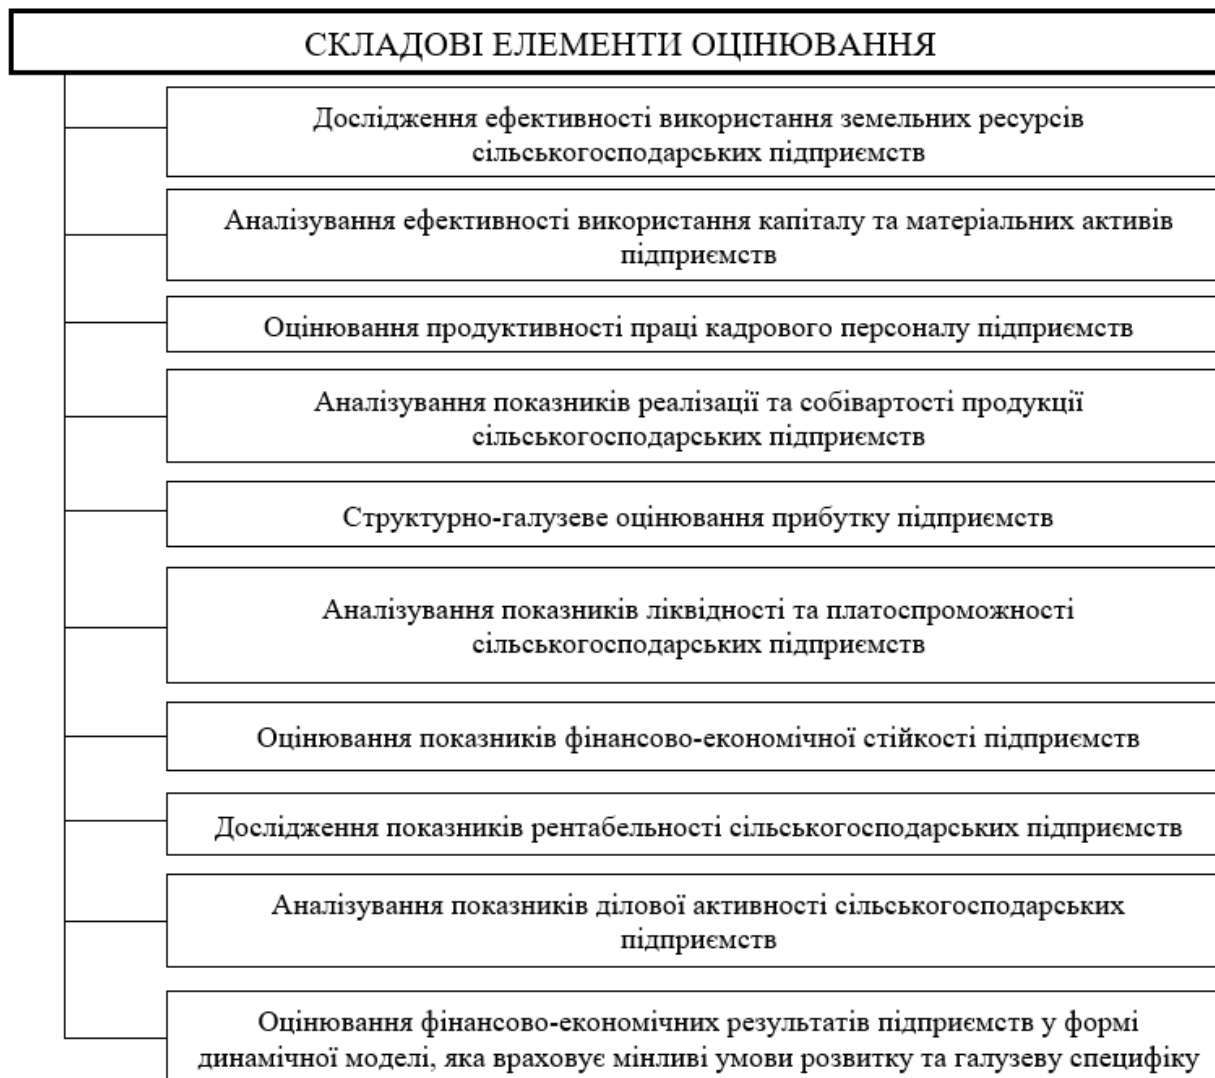 СКЛАДОВІ ЕЛЕМЕНТИ ОЦІНЮВАННЯ
Дослідження ефективності використання земельних ресурсів
сільськогосподарських підприємств
Аналізування ефективності використання капіталу та матеріальних активів
підприємств
Оцінювання продуктивності праці кадрового персоналу підприємств
Аналізування показників реалізації та собівартості продукції
сільськогосподарських підприємств
Структурно-галузеве оцінювання прибутку підприємств
Аналізування показників ліквідності та платоспроможності
сільськогосподарських підприємств
Оцінювання показників фінансово-економічної стійкості підприємств
Дослідження показників рентабельності сільськогосподарських підприємств
Аналізування показників ділової активності сільськогосподарських
підприємств
Оцінювання фінансово-економічних результатів підприємств у формі
динамічної моделі, яка враховує мінливі умови розвитку та галузеву специфіку